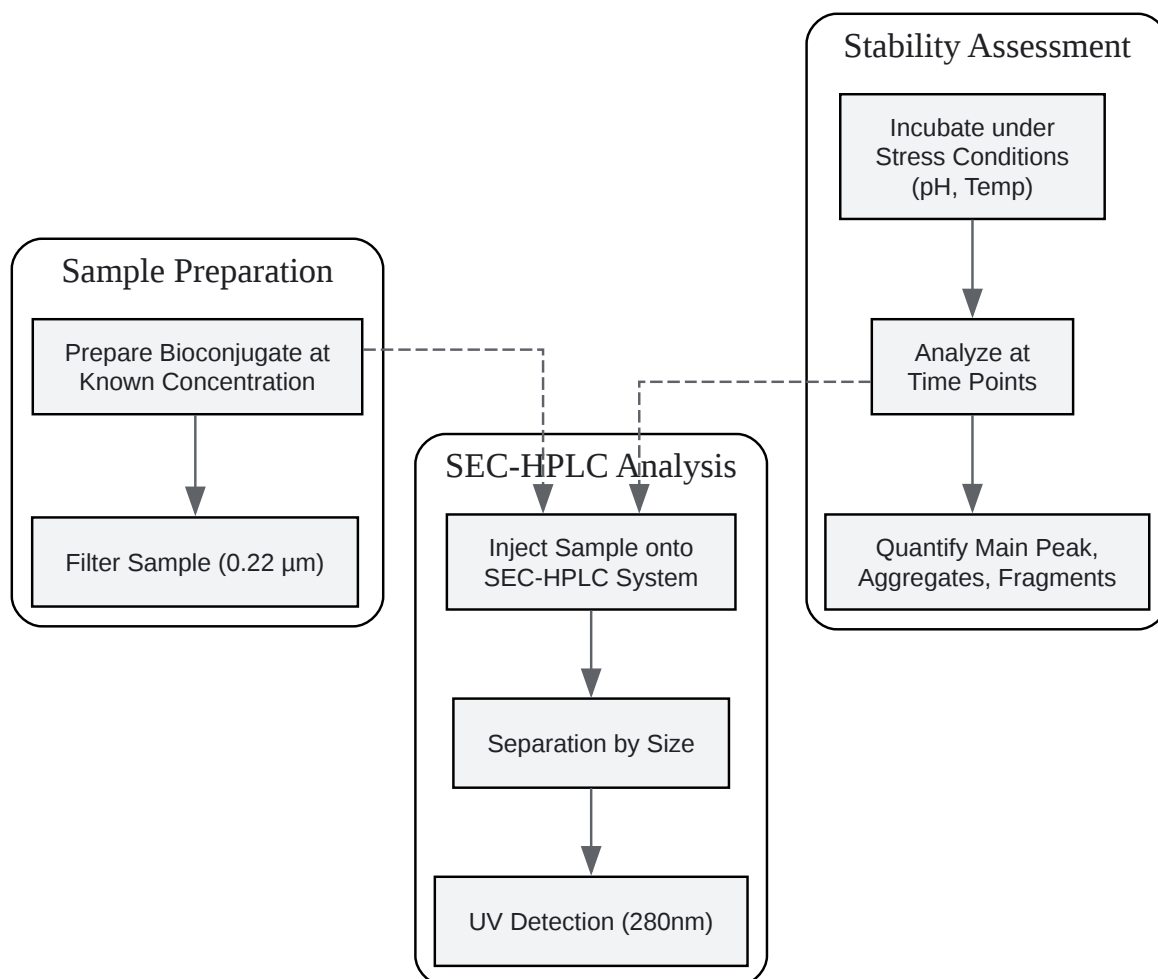 Stability Assessment
Incubate under
Stress Conditions
(pH, Temp)
Analyze at
Time Points
Quantify Main Peak,
Aggregates, Fragments
Sample Preparation
Prepare Bioconjugate at
Known Concentration
Filter Sample (0.22 µm)
SEC-HPLC Analysis
Inject Sample onto
SEC-HPLC System
Separation by Size
UV Detection (280nm)